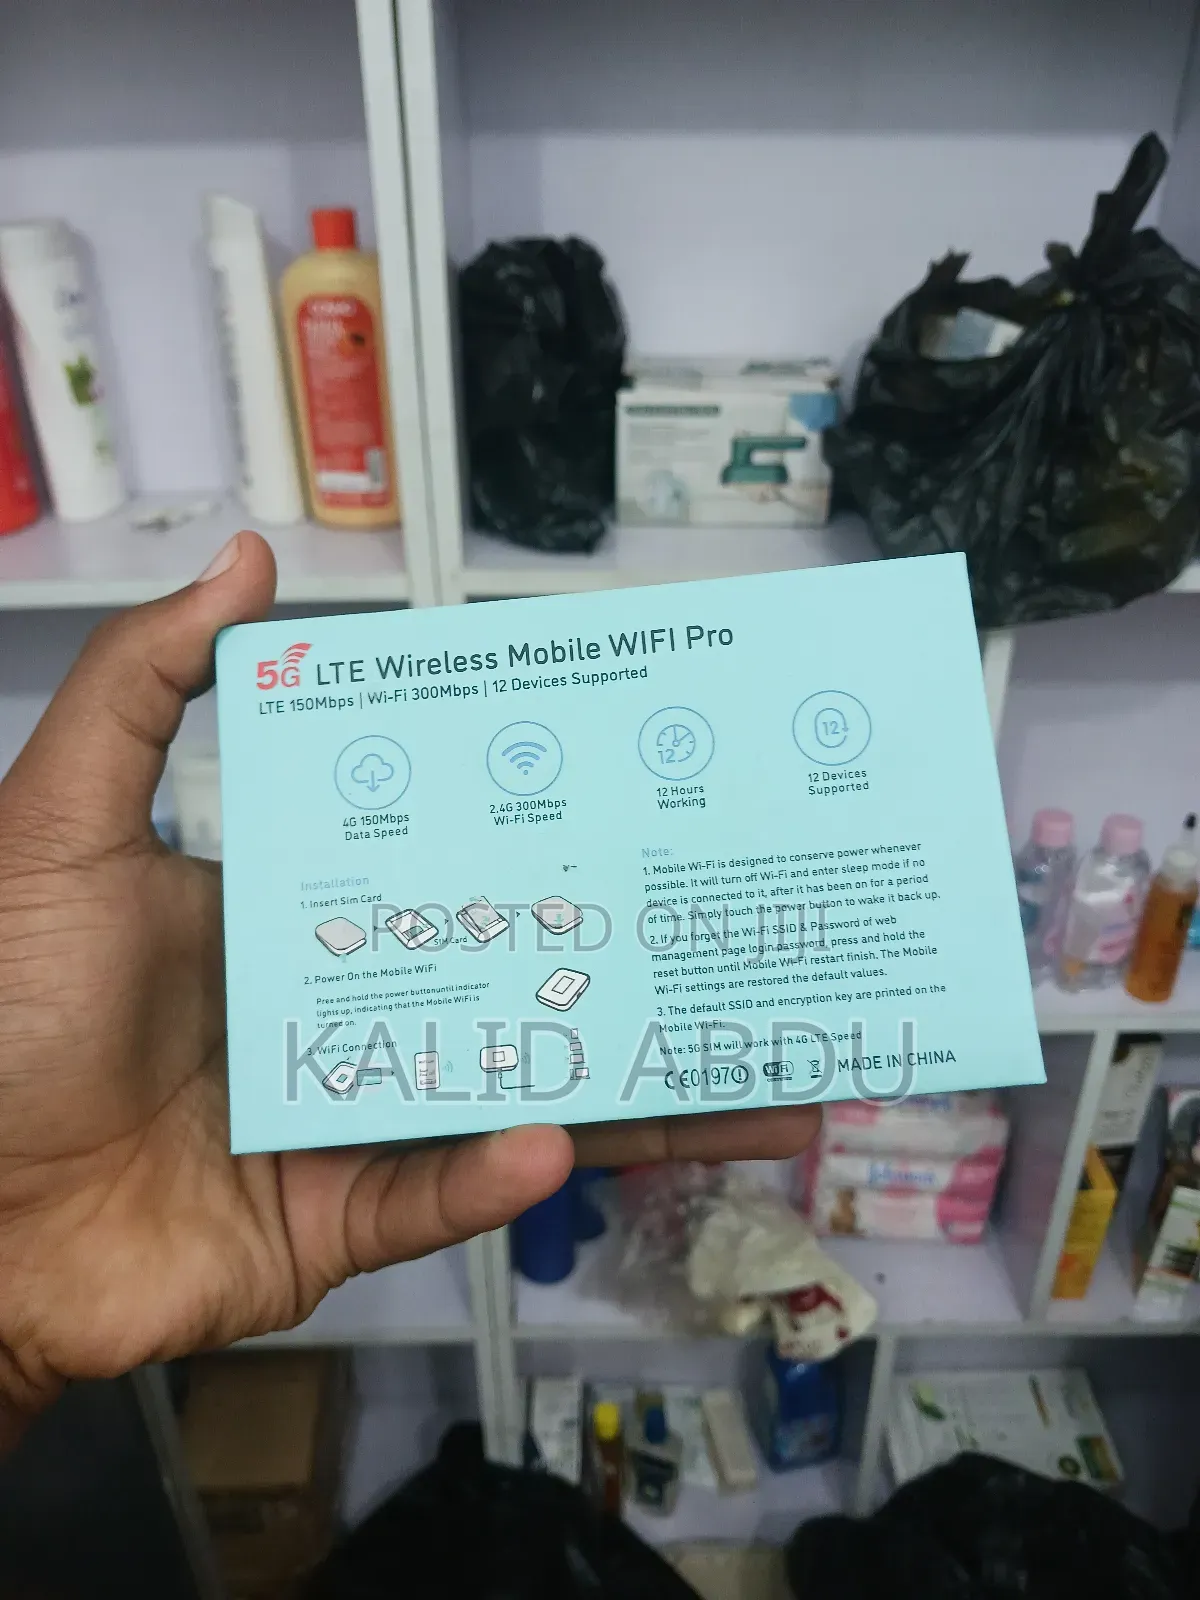 5G LTE Wireless Mobile WIFI Pro
LTE 150Mbps | Wi-Fi 300Mbps | 12 Devices Supported
12
12
4G 150Mbps
Data Speed
2.4G 300Mbps
Wi-Fi Speed
12 Hours
Working
12 Devices
Supported
Installation
1. Insert Sim Card
SIM Card
2. Power On the Mobile WiFi
Pree and hold the power buttonuntil indicator
lights up, indicating that the Mobile WiFi is
turned on.
3. WiFi Connection
Note:
1. Mobile Wi-Fi is designed to conserve power whenever
possible. It will turn off Wi-Fi and enter sleep mode if no
device is connected to it, after it has been on for a period
of time. Simply touch the power button to wake it back up.
2. If you forget the Wi-Fi SSID & Password of web
management page login password, press and hold the
reset button until Mobile Wi-Fi restart finish. The Mobile
Wi-Fi settings are restored the default values.
3. The default SSID and encryption key are printed on the
Mobile Wi-Fi.
Note: 5G SIM will work with 4G LTE Speed
CE0197 WiFi MADE IN CHINA
POSTED ON JIJI
KALID ABDU
Johnson's